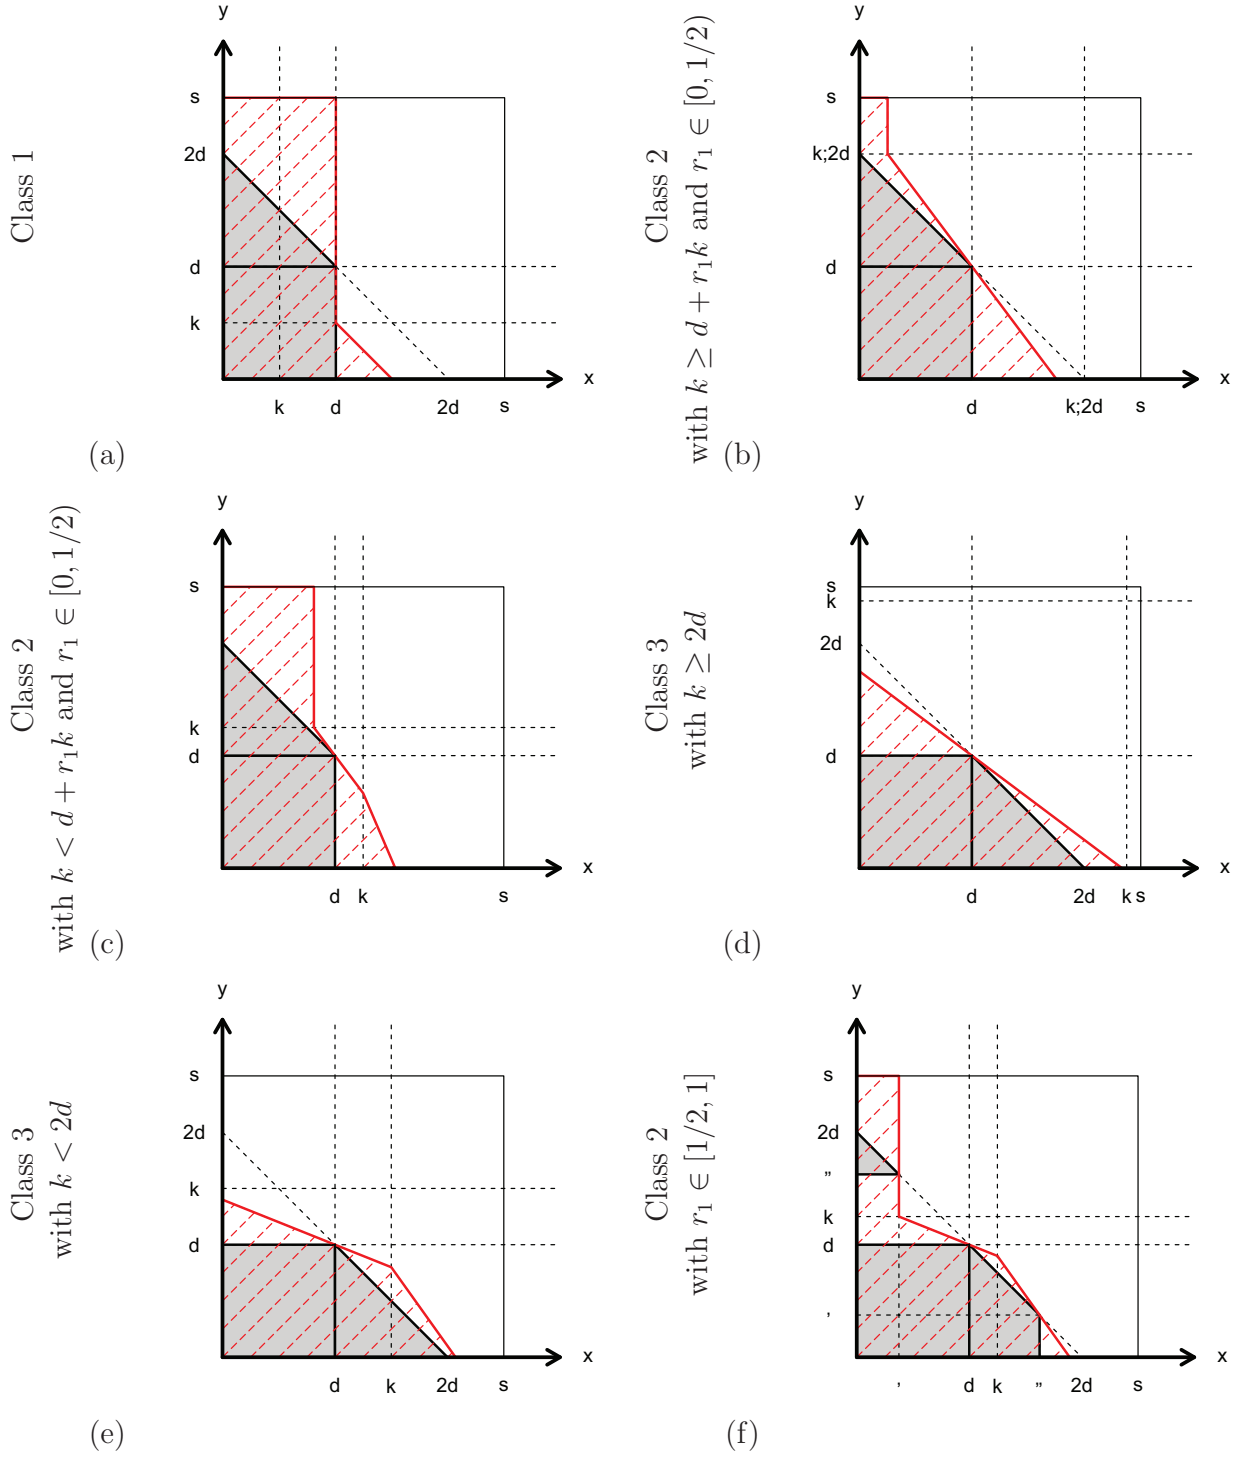 Class 1
y
s
2d
d
k
k
d
2d
s
x
(a)
Class 2
with k ≥ d + r₁k and r₁ ∈ [0, 1/2)
y
s
k;2d
d
d
k;2d
s
x
(b)
Class 2
with k < d + r₁k and r₁ ∈ [0, 1/2)
y
s
k
d
d
k
s
x
(c)
Class 3
with k ≥ 2d
y
s
k
2d
d
d
2d
k
s
x
(d)
Class 3
with k < 2d
y
s
2d
k
d
d
k
2d
s
x
(e)
Class 2
with r₁ ∈ [1/2, 1]
y
s
2d
”
k
d
’
’
d
k
”
2d
s
x
(f)